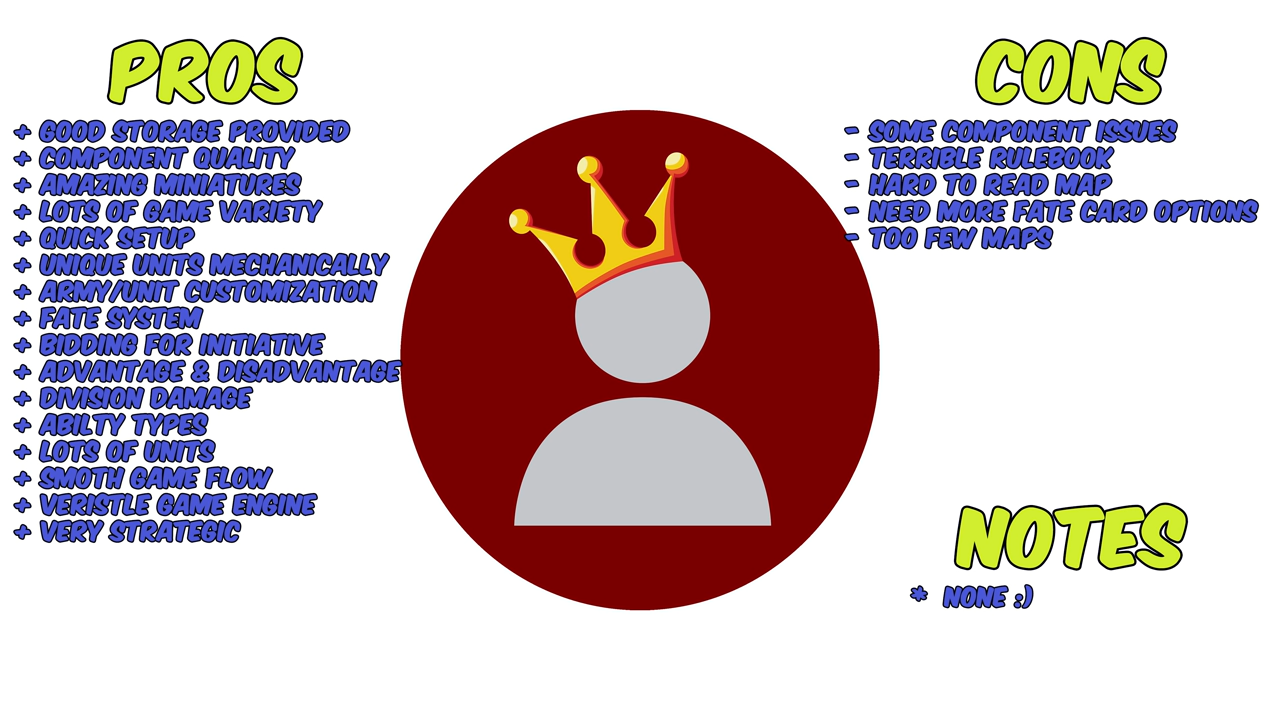 PROS
+ GOOD STORAGE PROVIDED
+ COMPONENT QUALITY
+ AMAZING MINIATURES
+ LOTS OF GAME VARIETY
+ QUICK SETUP
+ UNIQUE UNITS MECHANICALLY
+ ARMY/UNIT CUSTOMIZATION
+ FATE SYSTEM
+ BIDDING FOR INITIATIVE
+ ADVANTAGE & DISADVANTAGE
+ DIVISION DAMAGE
+ ABILTY TYPES
+ LOTS OF UNITS
+ SMOTH GAME FLOW
+ VERISTLE GAME ENGINE
+ VERY STRATEGIC
CONS
- SOME COMPONENT ISSUES
- TERRIBLE RULEBOOK
- HARD TO READ MAP
- NEED MORE FATE CARD OPTIONS
- TOO FEW MAPS
NOTES
* NONE :)